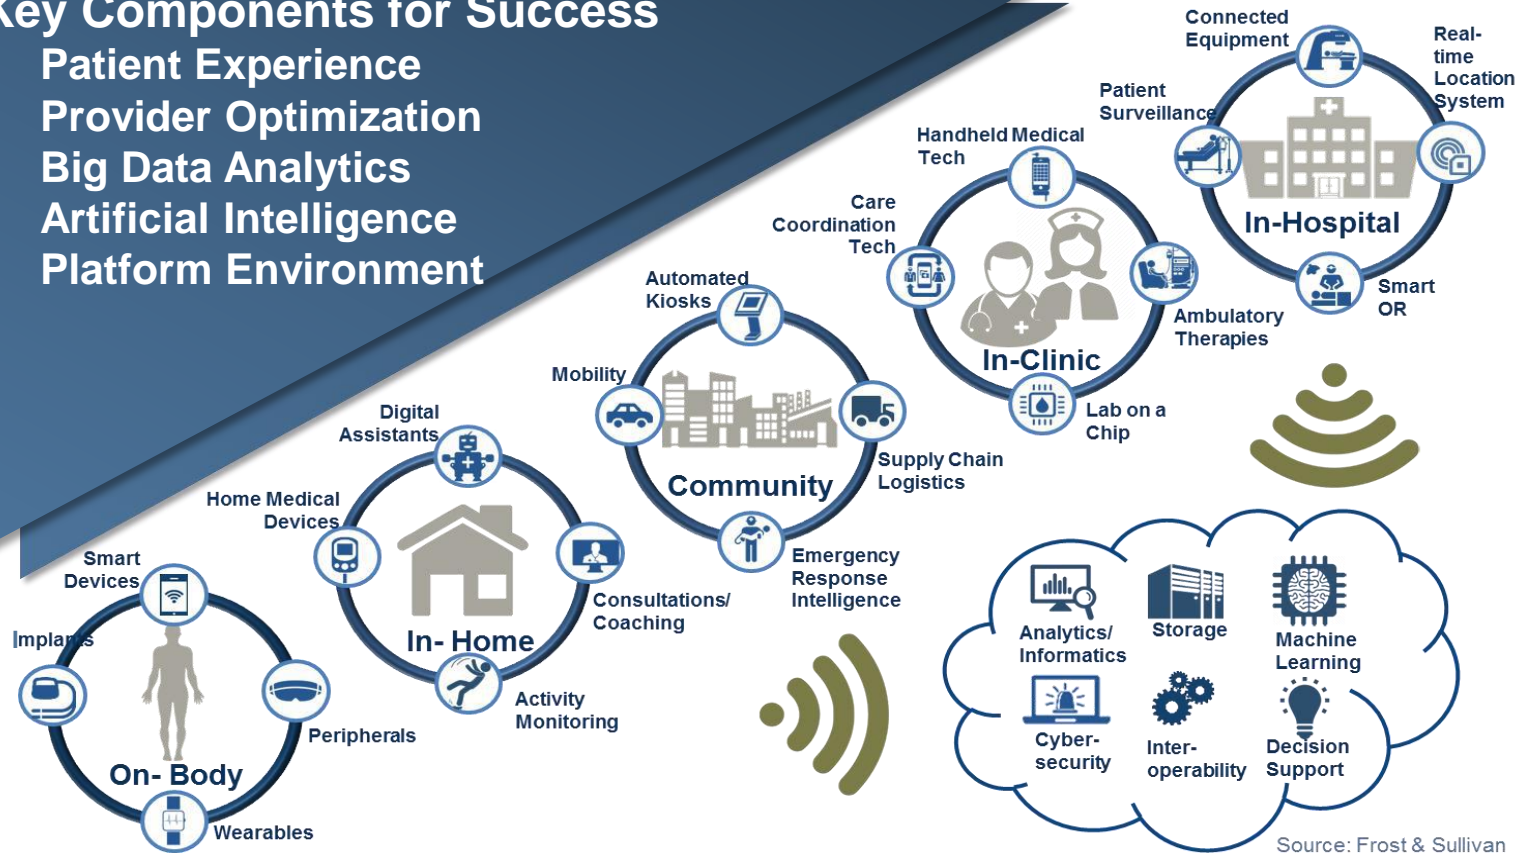 Key Components for Success
Patient Experience
Provider Optimization
Big Data Analytics
Artificial Intelligence
Platform Environment
Connected
Equipment
Real-
time
Location
System
Patient
Surveillance
In-Hospital
Smart
OR
Handheld Medical
Tech
Care
Coordination
Tech
Ambulatory
Therapies
In-Clinic
Lab on a
Chip
Automated
Kiosks
Mobility
Community
Supply Chain
Logistics
Emergency
Response
Intelligence
Digital
Assistants
Home Medical
Devices
Consultations/
Coaching
In- Home
Activity
Monitoring
Smart
Devices
Implants
Peripherals
On- Body
Wearables
Analytics/
Informatics
Storage
Machine
Learning
Cyber-
security
Inter-
operability
Decision
Support
Source: Frost & Sullivan